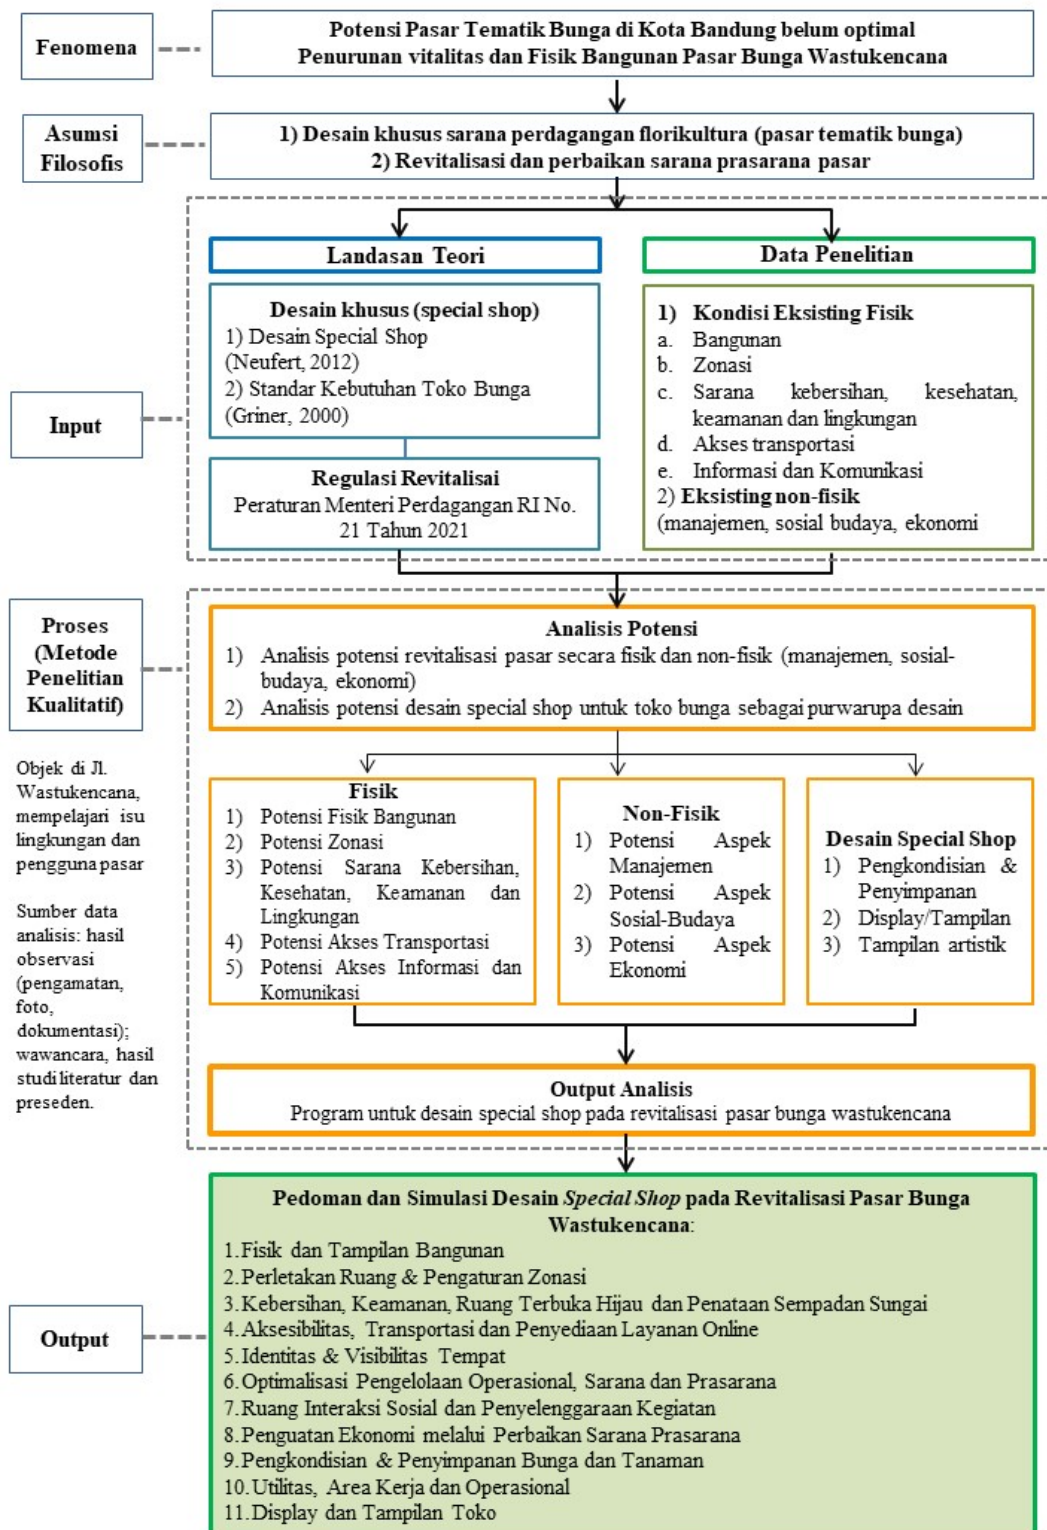 Fenomena
Potensi Pasar Tematik Bunga di Kota Bandung belum optimal
Penurunan vitalitas dan Fisik Bangunan Pasar Bunga Wastukencana
Asumsi
Filosofis
1) Desain khusus sarana perdagangan florikultura (pasar tematik bunga)
2) Revitalisasi dan perbaikan sarana prasarana pasar
Input
Landasan Teori
Desain khusus (special shop)
1) Desain Special Shop
(Neufert, 2012)
2) Standar Kebutuhan Toko Bunga
(Griner, 2000)
Regulasi Revitalisai
Peraturan Menteri Perdagangan RI No.
21 Tahun 2021
Data Penelitian
1) Kondisi Eksisting Fisik
a. Bangunan
b. Zonasi
c. Sarana kebersihan, kesehatan,
keamanan dan lingkungan
d. Akses transportasi
e. Informasi dan Komunikasi
2) Eksisting non-fisik
(manajemen, sosial budaya, ekonomi
Proses
(Metode
Penelitian
Kualitatif)
Objek di Jl.
Wastukencana,
mempelajari isu
lingkungan dan
pengguna pasar
Sumber data
analisis: hasil
observasi
(pengamatan,
foto,
dokumentasi);
wawancara, hasil
studi literatur dan
preseden.
Analisis Potensi
1) Analisis potensi revitalisasi pasar secara fisik dan non-fisik (manajemen, sosial-
budaya, ekonomi)
2) Analisis potensi desain special shop untuk toko bunga sebagai purwarupa desain
Fisik
1) Potensi Fisik Bangunan
2) Potensi Zonasi
3) Potensi Sarana Kebersihan,
Kesehatan, Keamanan dan
Lingkungan
4) Potensi Akses Transportasi
5) Potensi Akses Informasi dan
Komunikasi
Non-Fisik
1) Potensi Aspek
Manajemen
2) Potensi Aspek
Sosial-Budaya
3) Potensi Aspek
Ekonomi
Desain Special Shop
1) Pengkondisian &
Penyimpanan
2) Display/Tampilan
3) Tampilan artistik
Output Analisis
Program untuk desain special shop pada revitalisasi pasar bunga wastukencana
Output
Pedoman dan Simulasi Desain Special Shop pada Revitalisasi Pasar Bunga
Wastukencana:
1.Fisik dan Tampilan Bangunan
2.Perletakan Ruang & Pengaturan Zonasi
3.Kebersihan, Keamanan, Ruang Terbuka Hijau dan Penataan Sempadan Sungai
4.Aksesibilitas, Transportasi dan Penyediaan Layanan Online
5.Identitas & Visibilitas Tempat
6.Optimalisasi Pengelolaan Operasional, Sarana dan Prasarana
7.Ruang Interaksi Sosial dan Penyelenggaraan Kegiatan
8.Penguatan Ekonomi melalui Perbaikan Sarana Prasarana
9.Pengkondisian & Penyimpanan Bunga dan Tanaman
10.Utilitas, Area Kerja dan Operasional
11.Display dan Tampilan Toko